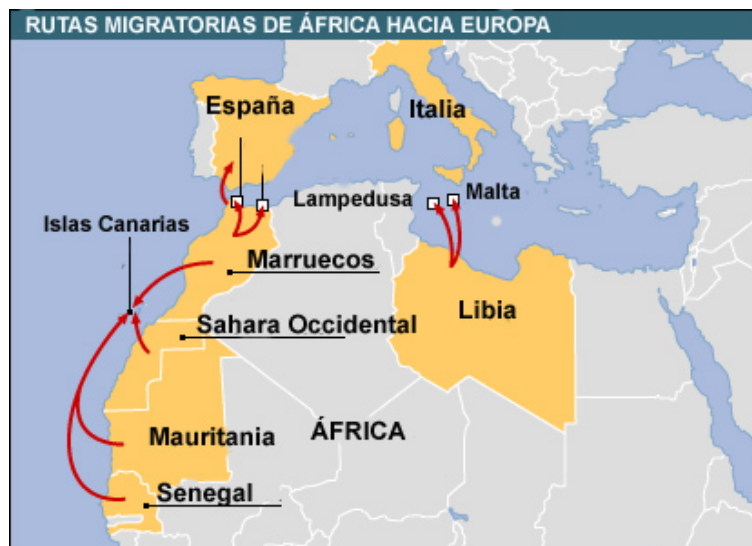 RUTAS MIGRATORIAS DE ÁFRICA HACIA EUROPA
España
Italia
Lampedusa
Malta
Islas Canarias
Marruecos
Sahara Occidental
Libia
Mauritania
ÁFRICA
Senegal